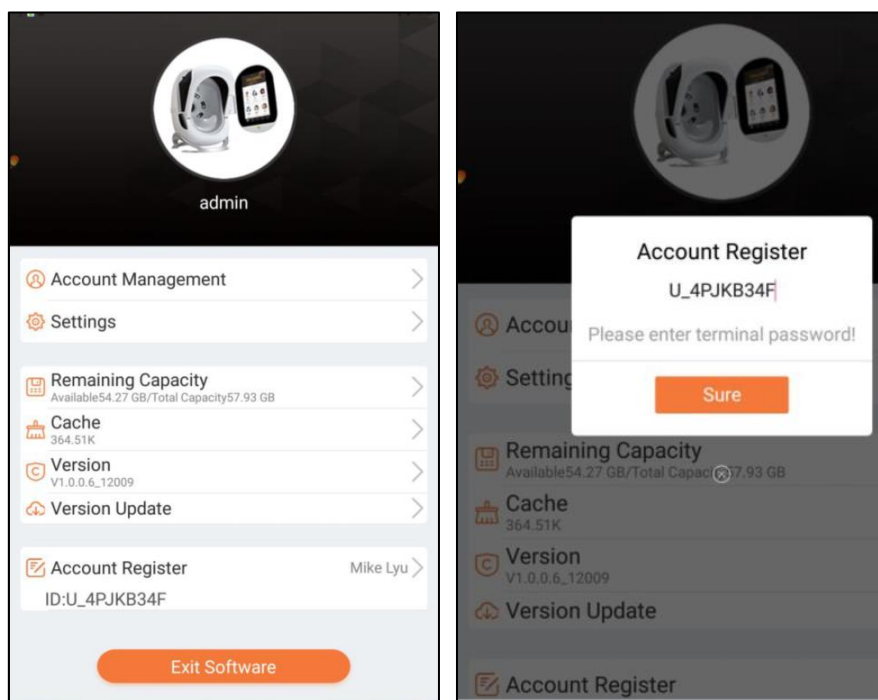 admin
Account Management
Settings
Remaining Capacity
Available54.27 GB/Total Capacity57.93 GB
Cache
364.51K
Version
V1.0.0.6_12009
Version Update
Account Register
Mike Lyu
ID:U_4PJKB34F
Exit Software
Account Register
U_4PJKB34F
Please enter terminal password!
Sure
Accou
Setting
Remaining Capacity
Available54.27 GB/Total Capaci 7.93 GB
Cache
364.51K
Version
V1.0.0.6_12009
Version Update
Account Register